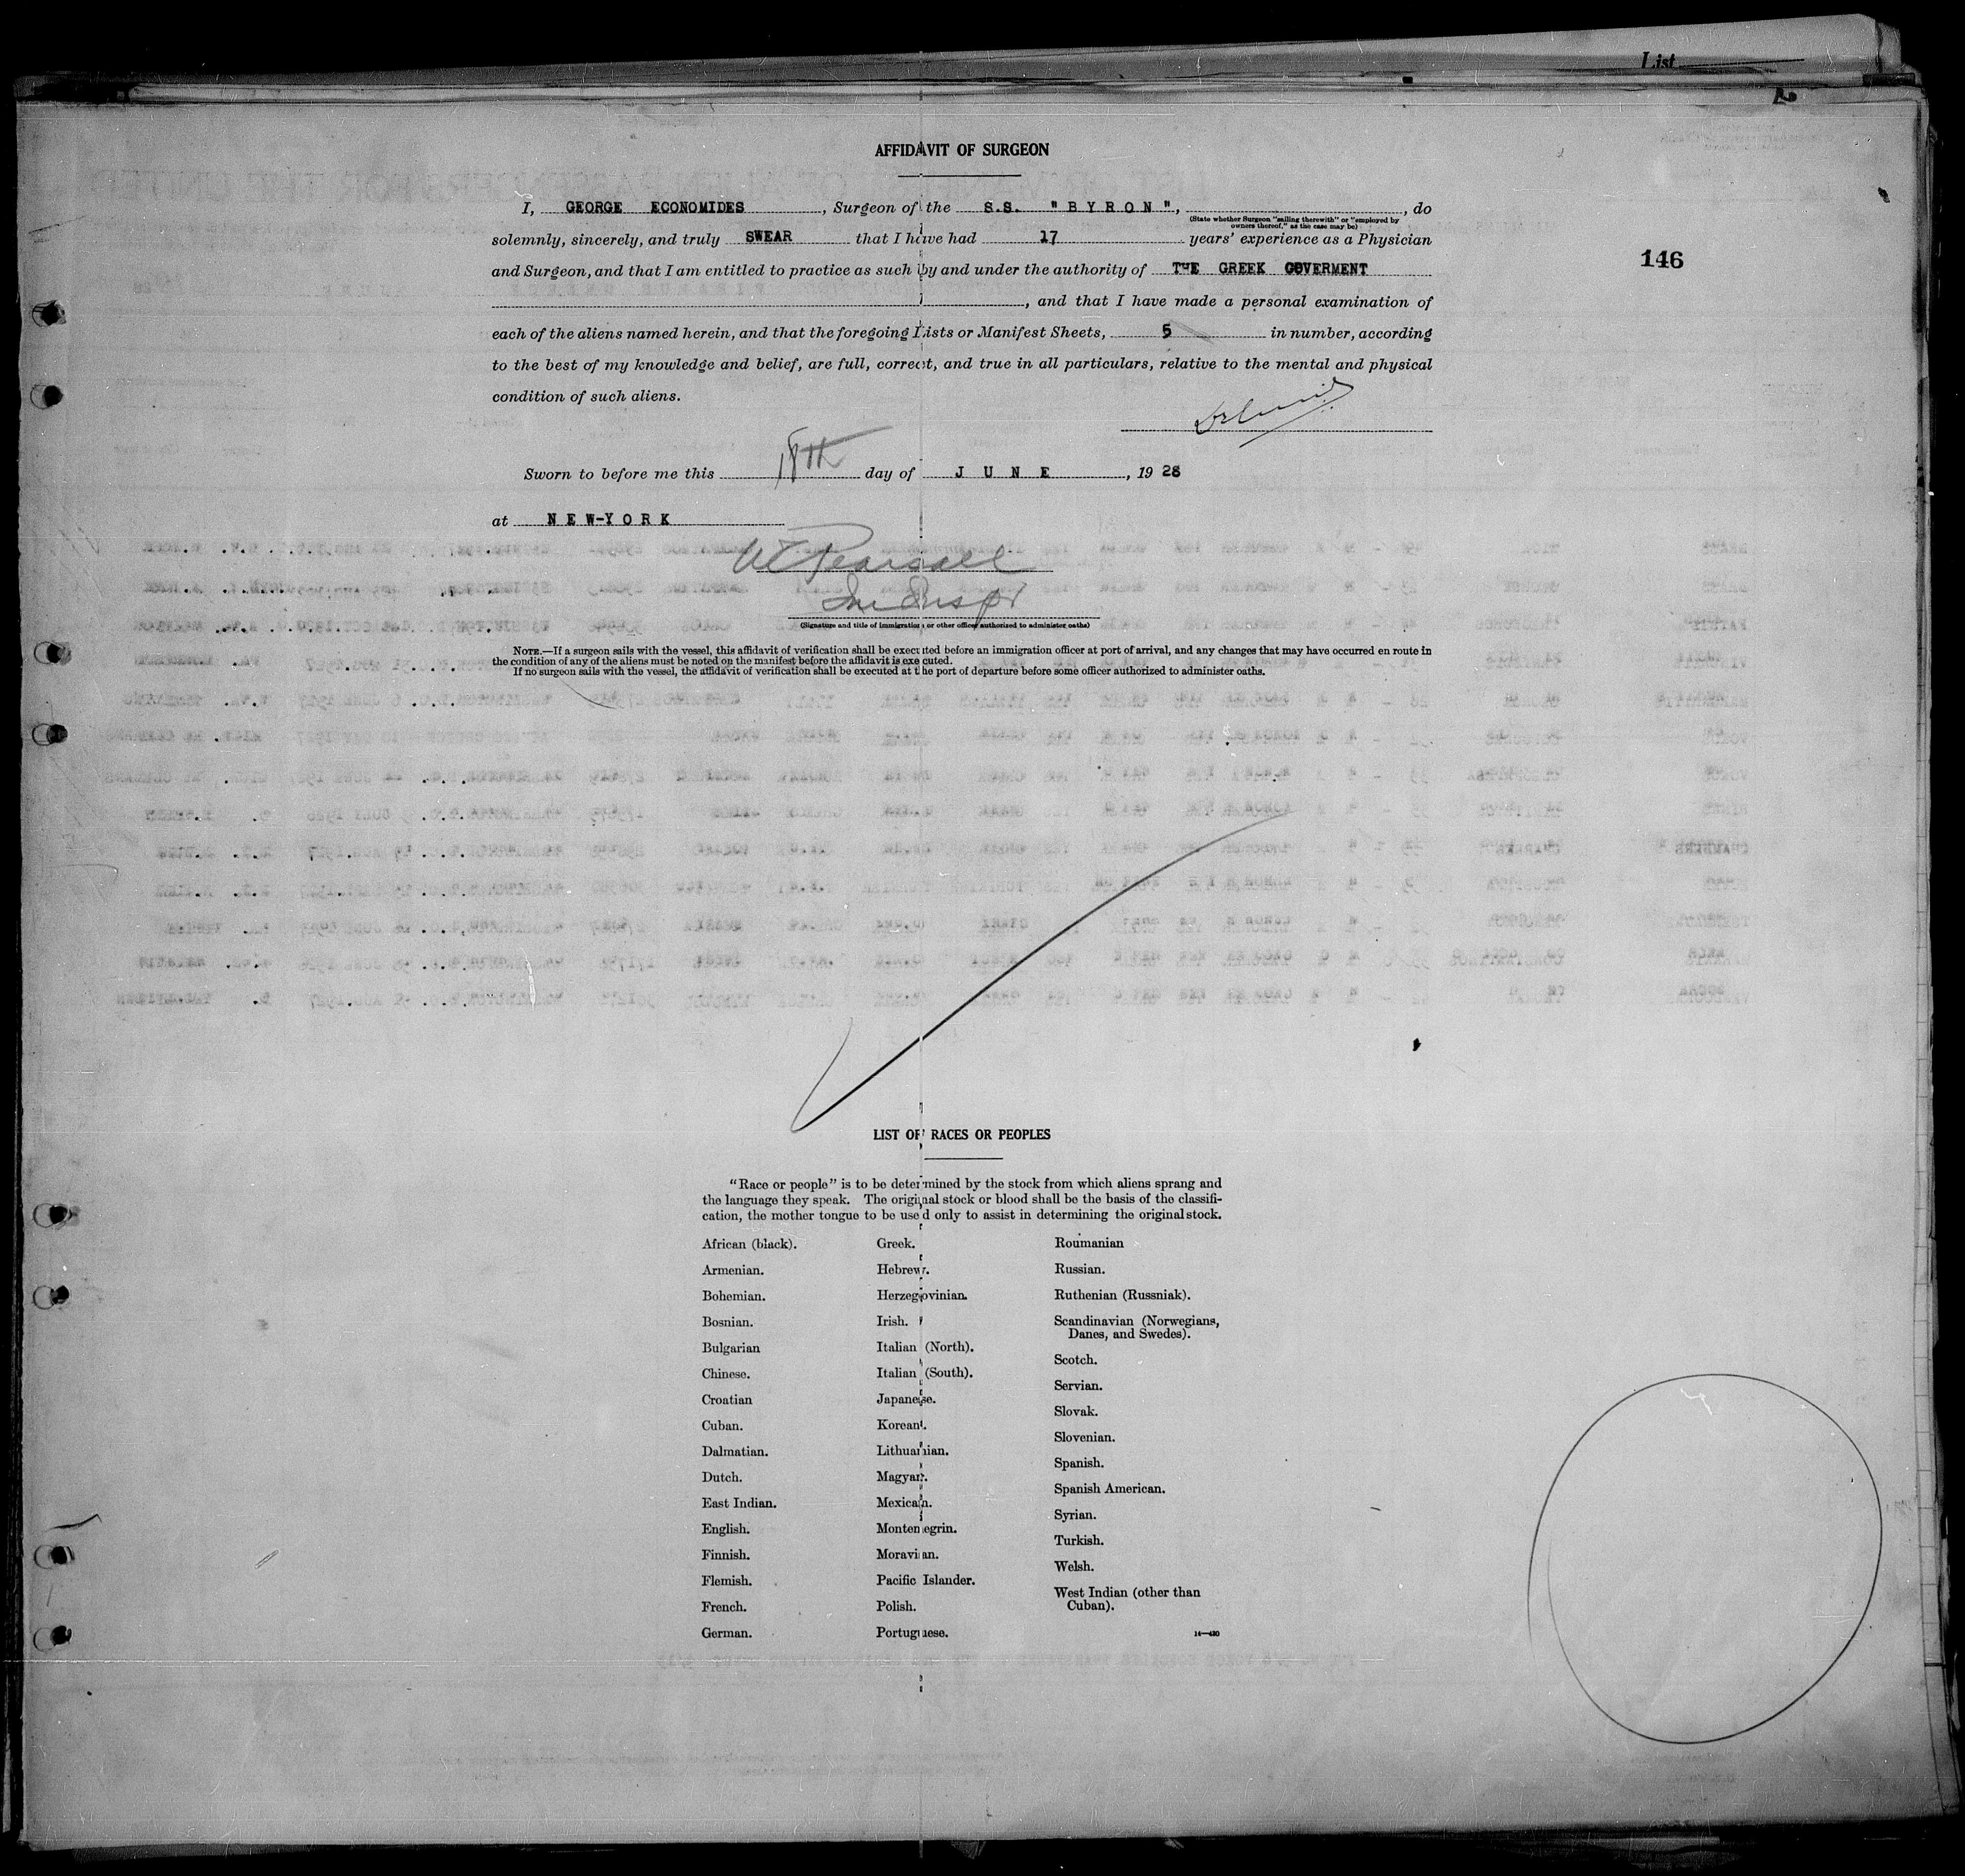 List
AFFIDAVIT OF SURGEON
I, GEORGE ECONOMIDES, Surgeon of the S.S. "BYRON", , do
(State whether Surgeon "sailing therewith" or "employed by
owners thereof," as the case may be)
solemnly, sincerely, and truly SWEAR that I have had 17 years' experience as a Physician
146
and Surgeon, and that I am entitled to practice as such by and under the authority of THE GREEK GOVERMENT
, and that I have made a personal examination of
each of the aliens named herein, and that the foregoing Lists or Manifest Sheets, 5 in number, according
to the best of my knowledge and belief, are full, correct, and true in all particulars, relative to the mental and physical
condition of such aliens.
Sworn to before me this 18th day of JUNE, 1928
at NEW-YORK
Pearsall
(Signature and title of immigration or other officer authorized to administer oaths)
NOTE.—If a surgeon sails with the vessel, this affidavit of verification shall be executed before an immigration officer at port of arrival, and any changes that may have occurred en route in
the condition of any of the aliens must be noted on the manifest before the affidavit is executed.
If no surgeon sails with the vessel, the affidavit of verification shall be executed at the port of departure before some officer authorized to administer oaths.
LIST OF RACES OR PEOPLES
"Race or people" is to be determined by the stock from which aliens sprang and
the language they speak. The original stock or blood shall be the basis of the classifi-
cation, the mother tongue to be used only to assist in determining the original stock.
African (black).
Armenian.
Bohemian.
Bosnian.
Bulgarian
Chinese.
Croatian
Cuban.
Dalmatian.
Dutch.
East Indian.
English.
Finnish.
Flemish.
French.
German.
Greek.
Hebrew.
Herzegovinian.
Irish.
Italian (North).
Italian (South).
Japanese.
Korean.
Lithuanian.
Magyar.
Mexican.
Montenegrin.
Moravian.
Pacific Islander.
Polish.
Portuguese.
Roumanian
Russian.
Ruthenian (Russniak).
Scandinavian (Norwegians,
Danes, and Swedes).
Scotch.
Servian.
Slovak.
Slovenian.
Spanish.
Spanish American.
Syrian.
Turkish.
Welsh.
West Indian (other than
Cuban).